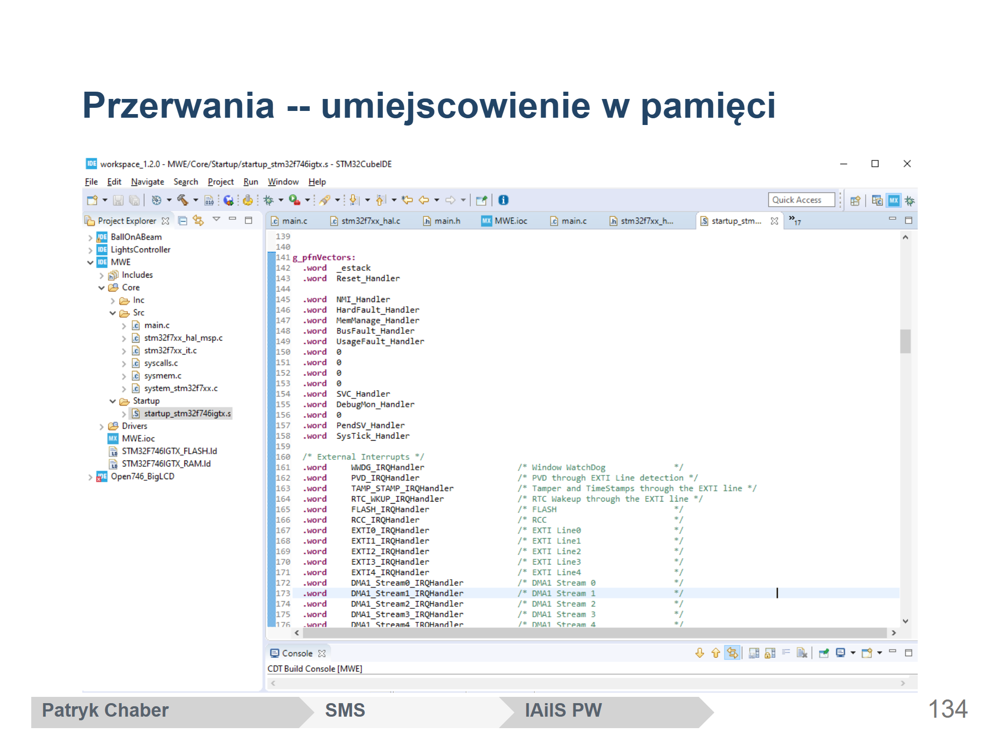 Przerwania -- umiejscowienie w pamięci
workspace_1.2.0 - MWE/Core/Startup/startup_stm32f746igtx.s - STM32CubeIDE
File Edit Navigate Search Project Run Window Help
Quick Access
Project Explorer
main.c stm32f7xx_hal.c main.h MWE.ioc main.c stm32f7xx_h... startup_stm... »17
BallOnABeam
LightsController
MWE
Includes
Core
Inc
Src
main.c
stm32f7xx_hal_msp.c
stm32f7xx_it.c
syscalls.c
sysmem.c
system_stm32f7xx.c
Startup
startup_stm32f746igtx.s
Drivers
MWE.ioc
STM32F746IGTX_FLASH.ld
STM32F746IGTX_RAM.ld
Open746_BigLCD
139
140
141 g_pfnVectors:
142 .word _estack
143 .word Reset_Handler
144
145 .word NMI_Handler
146 .word HardFault_Handler
147 .word MemManage_Handler
148 .word BusFault_Handler
149 .word UsageFault_Handler
150 .word 0
151 .word 0
152 .word 0
153 .word 0
154 .word SVC_Handler
155 .word DebugMon_Handler
156 .word 0
157 .word PendSV_Handler
158 .word SysTick_Handler
159
160 /* External Interrupts */
161 .word WWDG_IRQHandler /* Window WatchDog */
162 .word PVD_IRQHandler /* PVD through EXTI Line detection */
163 .word TAMP_STAMP_IRQHandler /* Tamper and TimeStamps through the EXTI line */
164 .word RTC_WKUP_IRQHandler /* RTC Wakeup through the EXTI line */
165 .word FLASH_IRQHandler /* FLASH */
166 .word RCC_IRQHandler /* RCC */
167 .word EXTI0_IRQHandler /* EXTI Line0 */
168 .word EXTI1_IRQHandler /* EXTI Line1 */
169 .word EXTI2_IRQHandler /* EXTI Line2 */
170 .word EXTI3_IRQHandler /* EXTI Line3 */
171 .word EXTI4_IRQHandler /* EXTI Line4 */
172 .word DMA1_Stream0_IRQHandler /* DMA1 Stream 0 */
173 .word DMA1_Stream1_IRQHandler /* DMA1 Stream 1 */
174 .word DMA1_Stream2_IRQHandler /* DMA1 Stream 2 */
175 .word DMA1_Stream3_IRQHandler /* DMA1 Stream 3 */
176 .word DMA1_Stream4_IRQHandler /* DMA1 Stream 4 */
Console
CDT Build Console [MWE]
Patryk Chaber SMS IAiIS PW 134